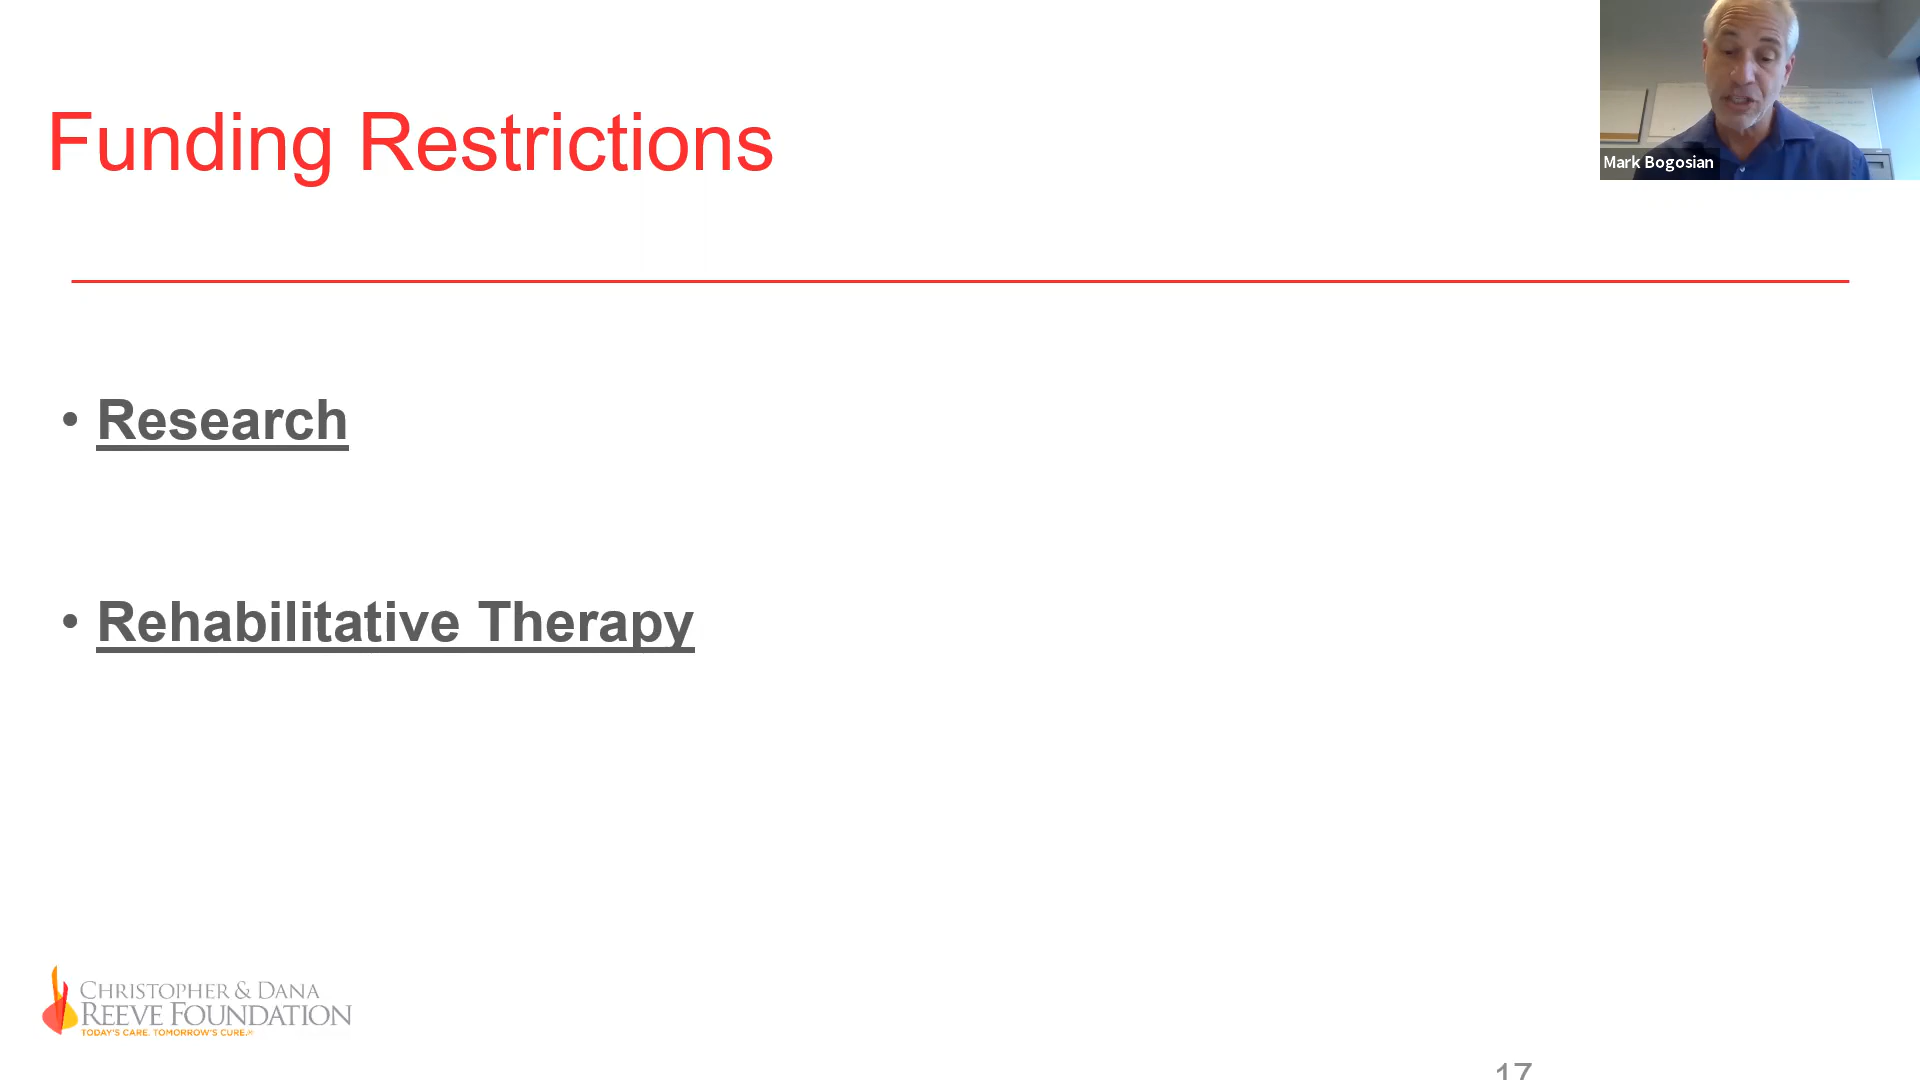 Funding Restrictions
Mark Bogosian
• Research
• Rehabilitative Therapy
CHRISTOPHER & DANA
REEVE FOUNDATION
TODAY'S CARE. TOMORROW'S CURE.®
17